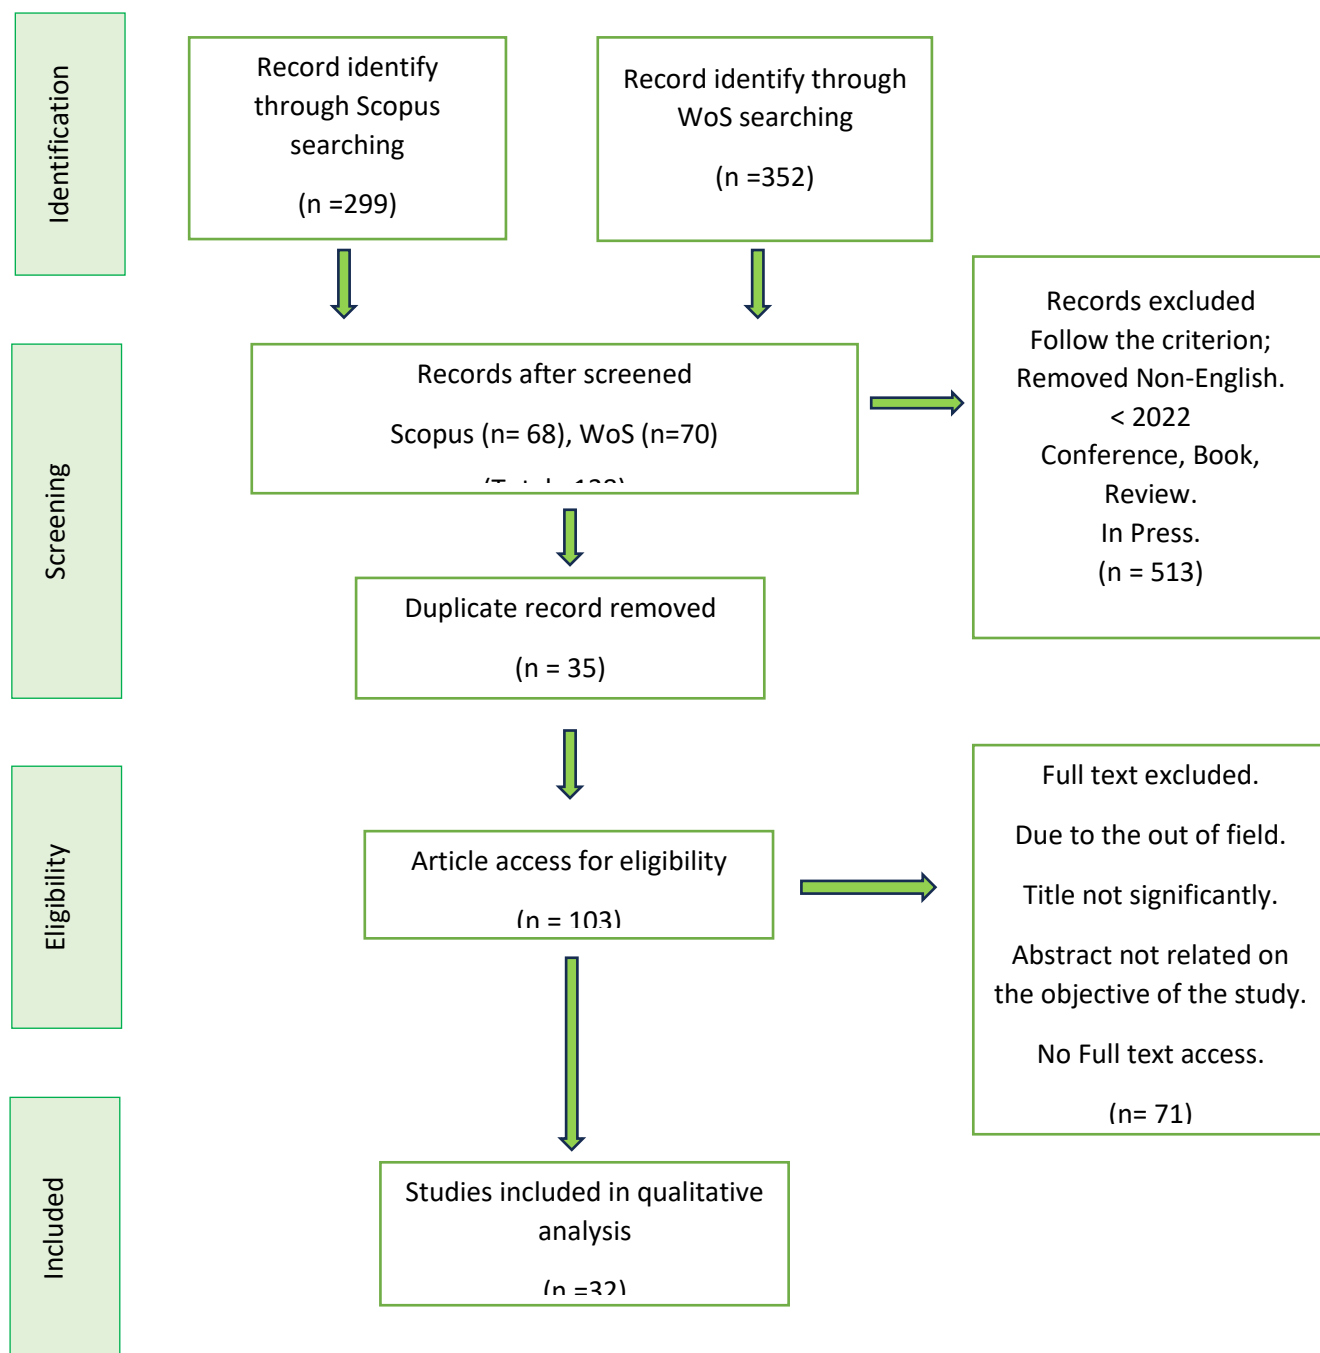 Identification
Record identify
through Scopus
searching
(n =299)
Record identify through
WoS searching
(n =352)
Records excluded
Follow the criterion;
Removed Non-English.
< 2022
Conference, Book,
Review.
In Press.
(n = 513)
Screening
Records after screened
Scopus (n= 68), WoS (n=70)
Duplicate record removed
(n = 35)
Eligibility
Article access for eligibility
(n = 103)
Full text excluded.
Due to the out of field.
Title not significantly.
Abstract not related on
the objective of the study.
No Full text access.
(n= 71)
Included
Studies included in qualitative
analysis
(n =32)